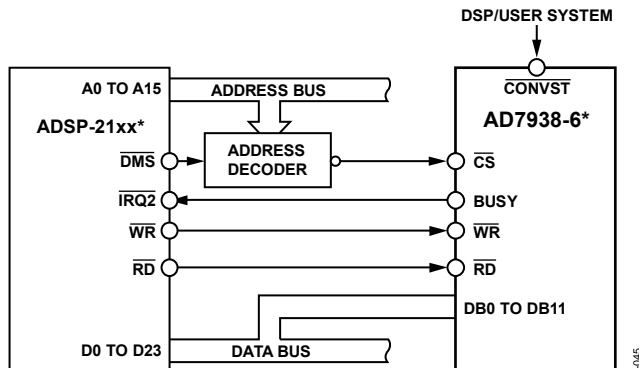 DSP/USER SYSTEM
A0 TO A15
ADDRESS BUS
CONVST
ADSP-21xx*
AD7938-6*
ADDRESS
DECODER
DMS
CS
IRQ2
BUSY
WR
WR
RD
RD
DB0 TO DB11
D0 TO D23
DATA BUS
-045